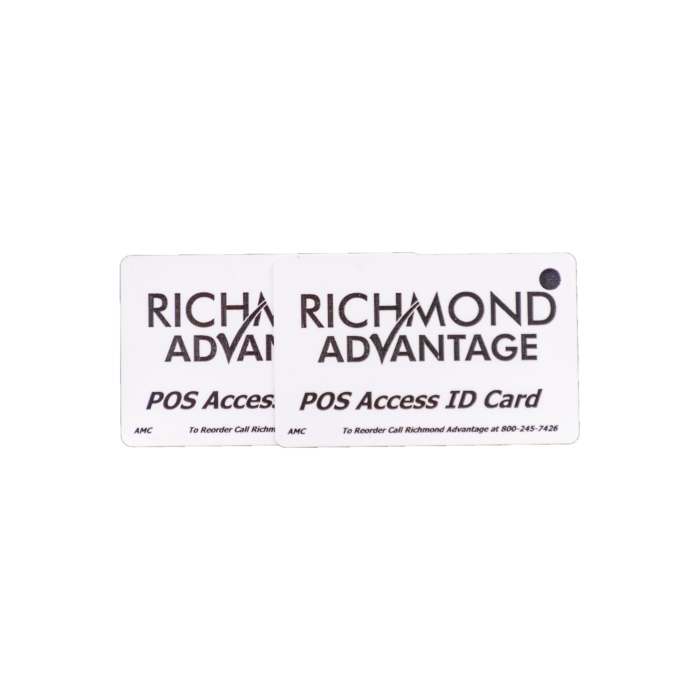 RICHM
ADVAN
POS Access
AMC To Reorder Call Richm
RICHMOND
ADVANTAGE
POS Access ID Card
AMC To Reorder Call Richmond Advantage at 800-245-7426